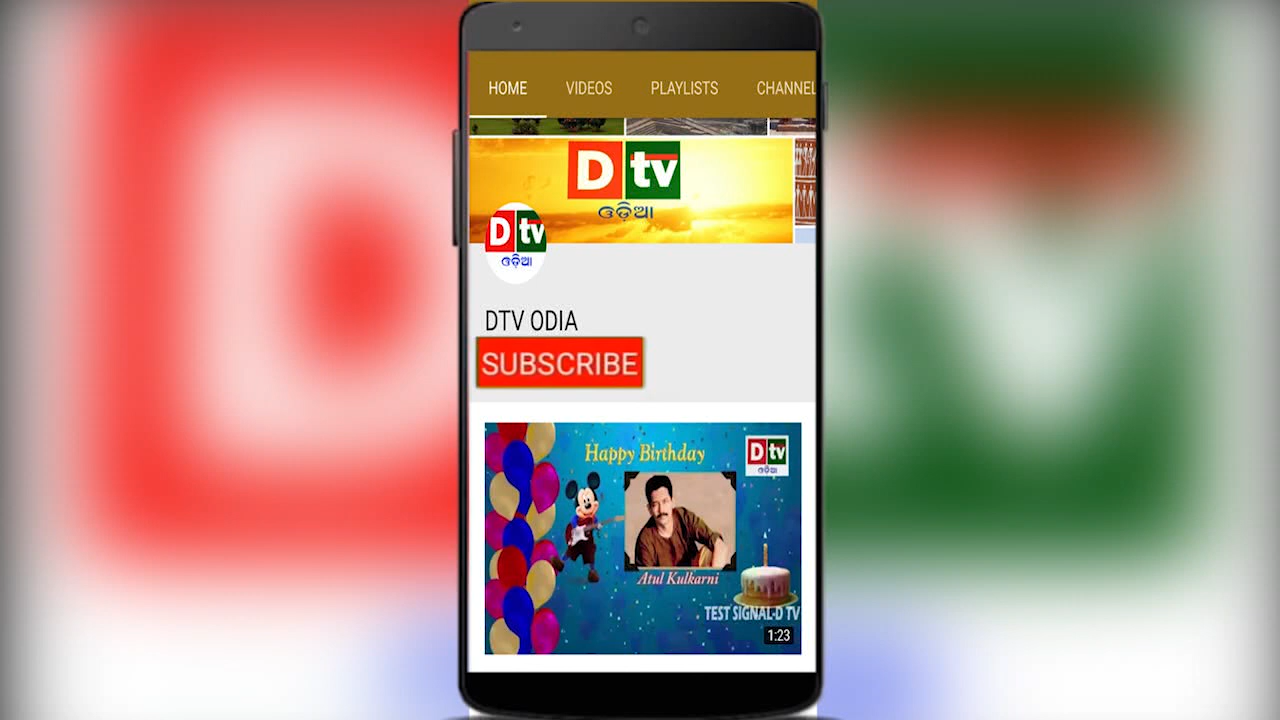 HOME VIDEOS PLAYLISTS CHANNEL
D tv
ଓଡ଼ିଆ
D tv
ଓଡ଼ିଆ
DTV ODIA
SUBSCRIBE
Happy Birthday
D tv
ଓଡ଼ିଆ
Atul Kulkarni
TEST SIGNAL-D TV
1:23